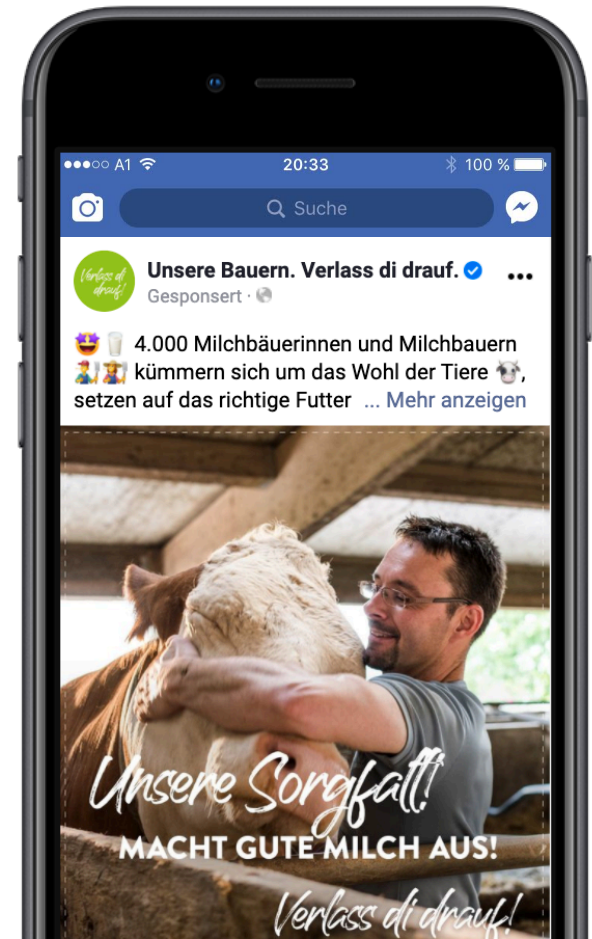 A1 20:33 100 %
Suche
Verlass di
drauf!
Unsere Bauern. Verlass di drauf.
Gesponsert ·
4.000 Milchbäuerinnen und Milchbauern
kümmern sich um das Wohl der Tiere ,
setzen auf das richtige Futter ... Mehr anzeigen
Unsere Sorgfalt!
MACHT GUTE MILCH AUS!
Verlass di drauf!